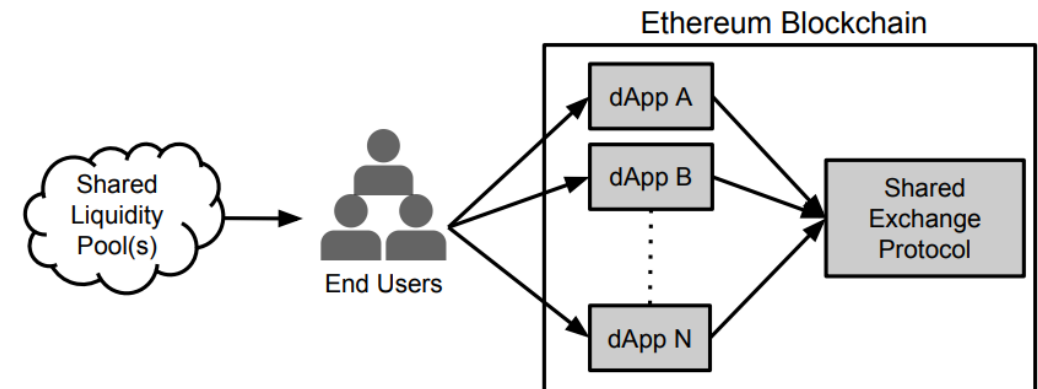 Ethereum Blockchain
Shared
Liquidity
Pool(s)
End Users
dApp A
dApp B
dApp N
Shared
Exchange
Protocol